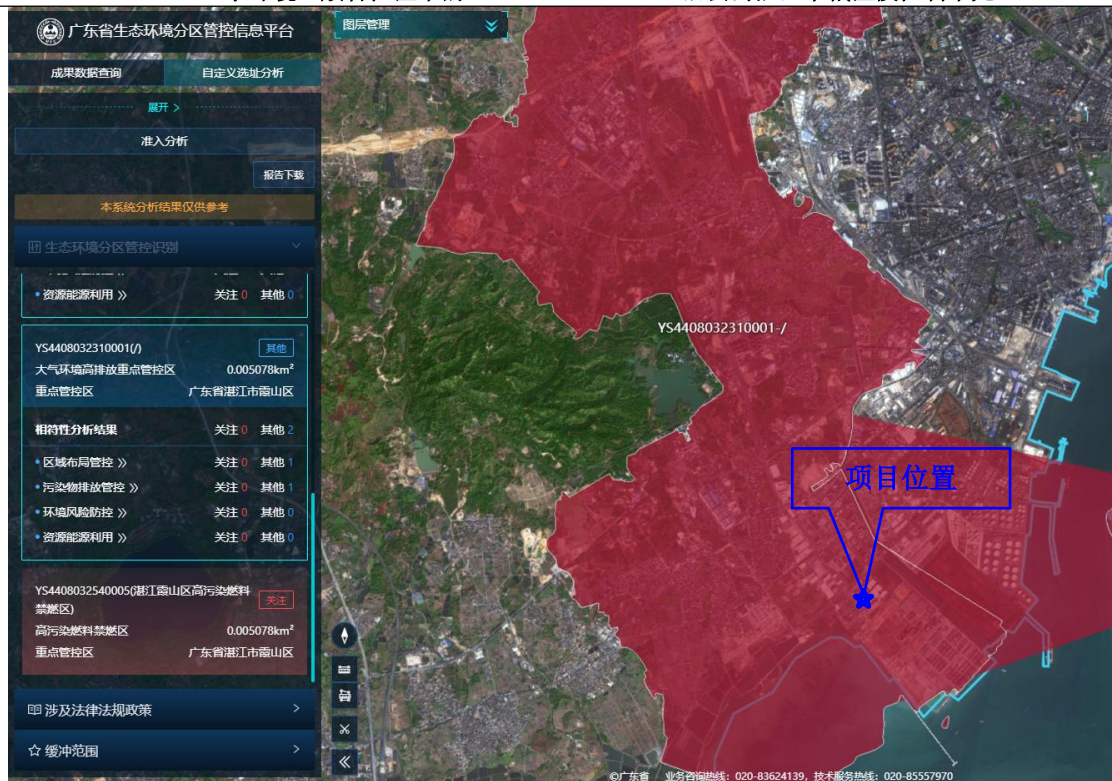 广东省生态环境分区管控信息平台
图层管理
成果数据查询
自定义选址分析
展开 >
准入分析
报告下载
本系统分析结果仅供参考
生态环境分区管控识别
资源能源利用 》 关注 0 其他 0
YS4408032310001(/) 其他
大气环境高排放重点管控区 0.005078km²
重点管控区 广东省湛江市霞山区
相符性分析结果 关注 0 其他 2
区域布局管控 》 关注 0 其他 1
污染物排放管控 》 关注 0 其他 1
环境风险防控 》 关注 0 其他 0
资源能源利用 》 关注 0 其他 0
YS4408032540005(湛江霞山区高污染燃料
禁燃区) 关注
高污染燃料禁燃区 0.005078km²
重点管控区 广东省湛江市霞山区
涉及法律法规政策 >
缓冲范围 >
YS4408032310001-/
项目位置
©广东省 业务咨询热线：020-83624139，技术服务热线：020-85557970